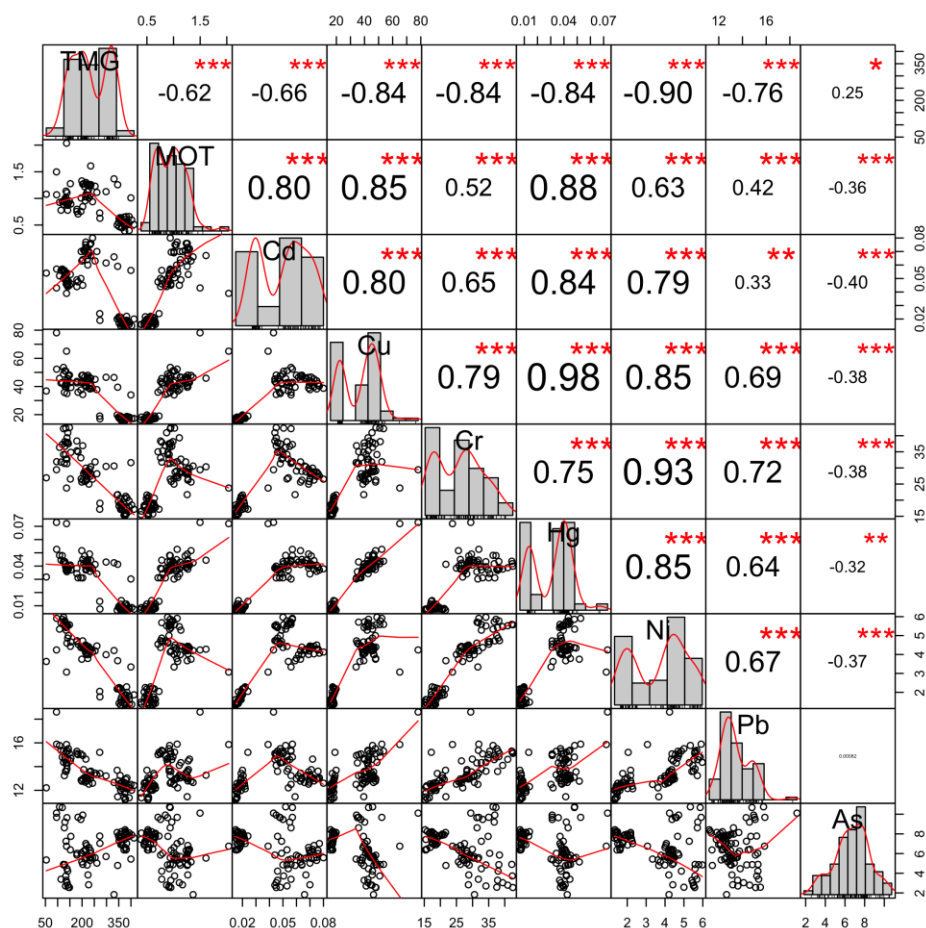 0.5 1.5 20 40 60 80 0.01 0.04 0.07 12 16
TMG *** *** *** *** *** *** *** *
-0.62 -0.66 -0.84 -0.84 -0.84 -0.90 -0.76 0.25 50 200 350
0.5 1.5 MOT *** *** *** *** *** *** ***
0.80 0.85 0.52 0.88 0.63 0.42 -0.36
Cd *** *** *** *** ** ***
0.80 0.65 0.84 0.79 0.33 -0.40 0.02 0.05 0.08
20 40 60 80 Cu *** *** *** *** ***
0.79 0.98 0.85 0.69 -0.38
Cr *** *** *** ***
0.75 0.93 0.72 -0.38 15 25 35
0.01 0.04 0.07 Hg *** *** **
0.85 0.64 -0.32
Ni *** ***
0.67 -0.37 2 3 4 5 6
12 16 Pb
As 2 4 6 8
50 200 350 0.02 0.05 0.08 15 25 35 2 3 4 5 6 2 4 6 8